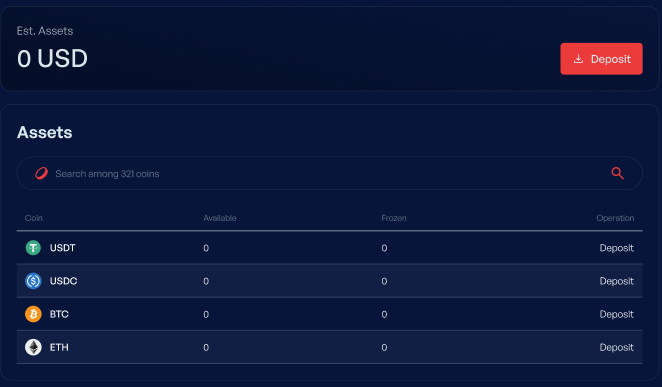 Est. Assets
0 USD
Deposit
Assets
Search among 321 coins
Coin Available Frozen Operation
USDT 0 0 Deposit
USDC 0 0 Deposit
BTC 0 0 Deposit
ETH 0 0 Deposit